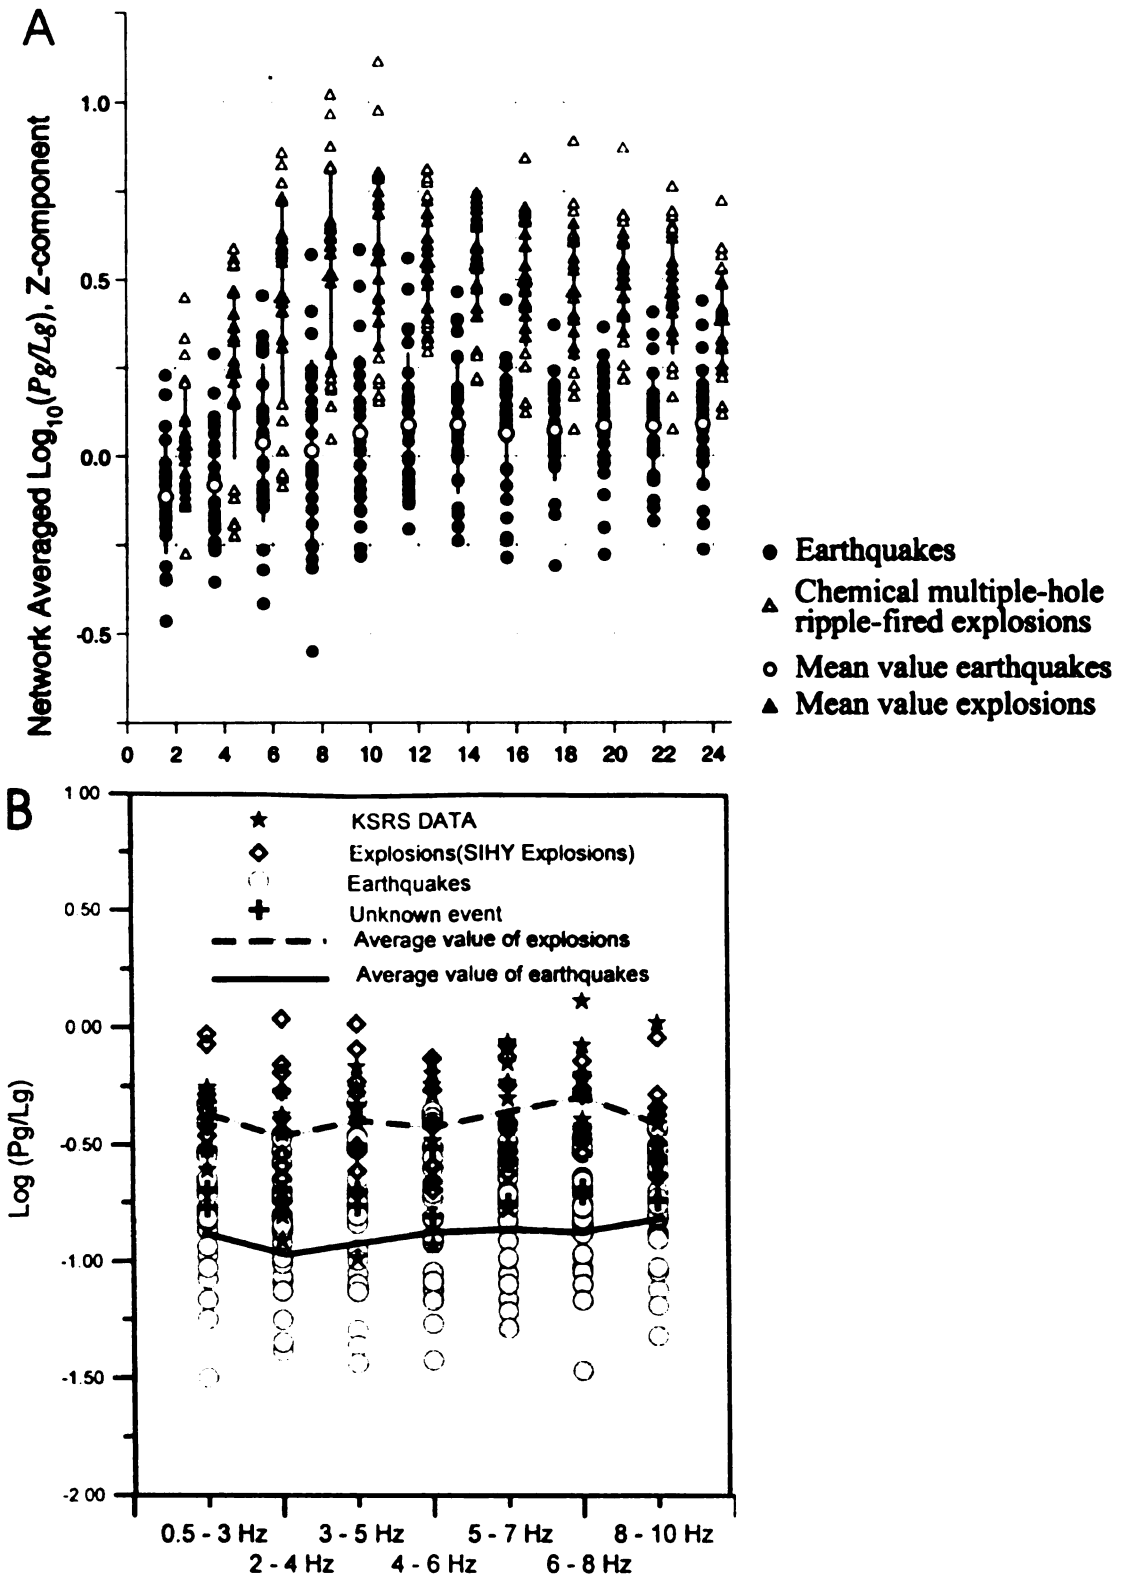 A
Network Averaged Log10(Pg/Lg), Z-component
1.0
0.5
0.0
-0.5
0 2 4 6 8 10 12 14 16 18 20 22 24
Earthquakes
Chemical multiple-hole
ripple-fired explosions
Mean value earthquakes
Mean value explosions
B
Log (Pg/Lg)
1 00
0 50
0 00
-0 50
-1 00
-1 50
-2 00
KSRS DATA
Explosions(SIHY Explosions)
Earthquakes
Unknown event
Average value of explosions
Average value of earthquakes
0.5 - 3 Hz 3 - 5 Hz 5 - 7 Hz 8 - 10 Hz
2 - 4 Hz 4 - 6 Hz 6 - 8 Hz